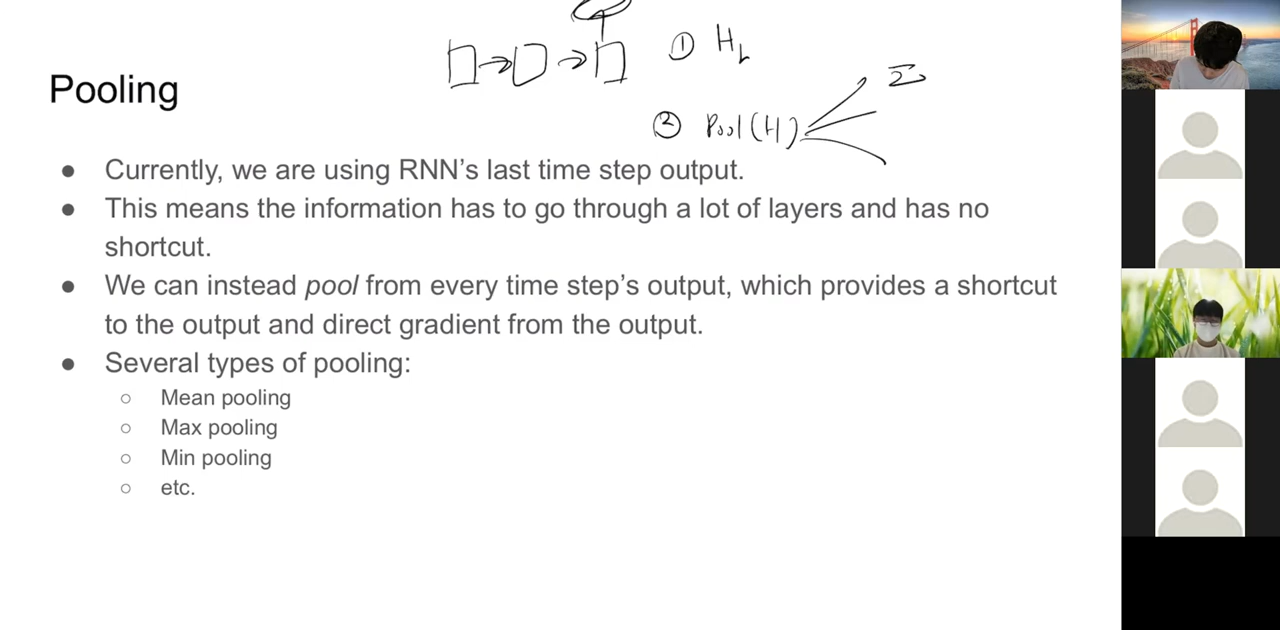 ① H_L
Pooling
② Pool(H) Σ
● Currently, we are using RNN’s last time step output.
● This means the information has to go through a lot of layers and has no
shortcut.
● We can instead pool from every time step’s output, which provides a shortcut
to the output and direct gradient from the output.
● Several types of pooling:
○ Mean pooling
○ Max pooling
○ Min pooling
○ etc.